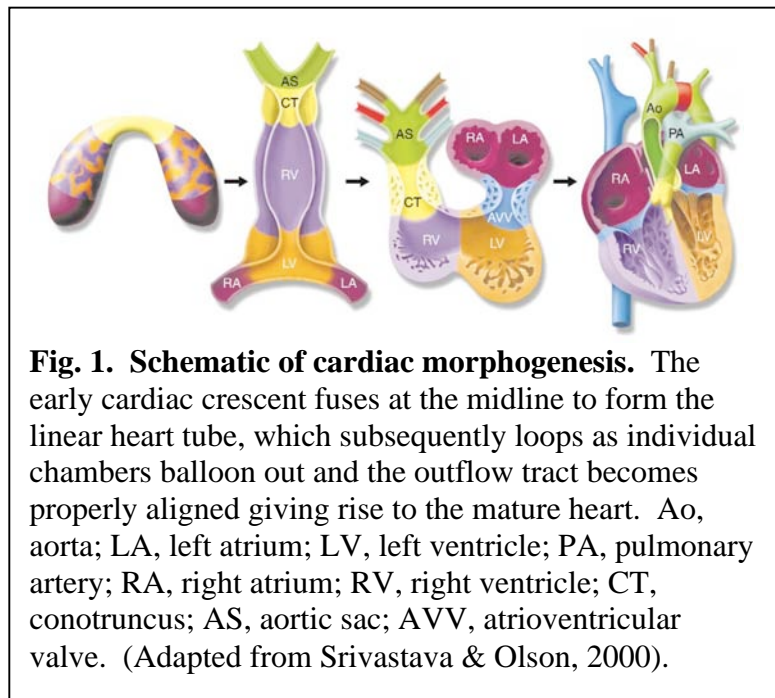 AS
CT
RV
LV
RA
LA
AS
RA
LA
CT
AVV
RV
LV
Ao
PA
RA
LA
RV
LV
Fig. 1. Schematic of cardiac morphogenesis. The
early cardiac crescent fuses at the midline to form the
linear heart tube, which subsequently loops as individual
chambers balloon out and the outflow tract becomes
properly aligned giving rise to the mature heart. Ao,
aorta; LA, left atrium; LV, left ventricle; PA, pulmonary
artery; RA, right atrium; RV, right ventricle; CT,
conotruncus; AS, aortic sac; AVV, atrioventricular
valve. (Adapted from Srivastava & Olson, 2000).